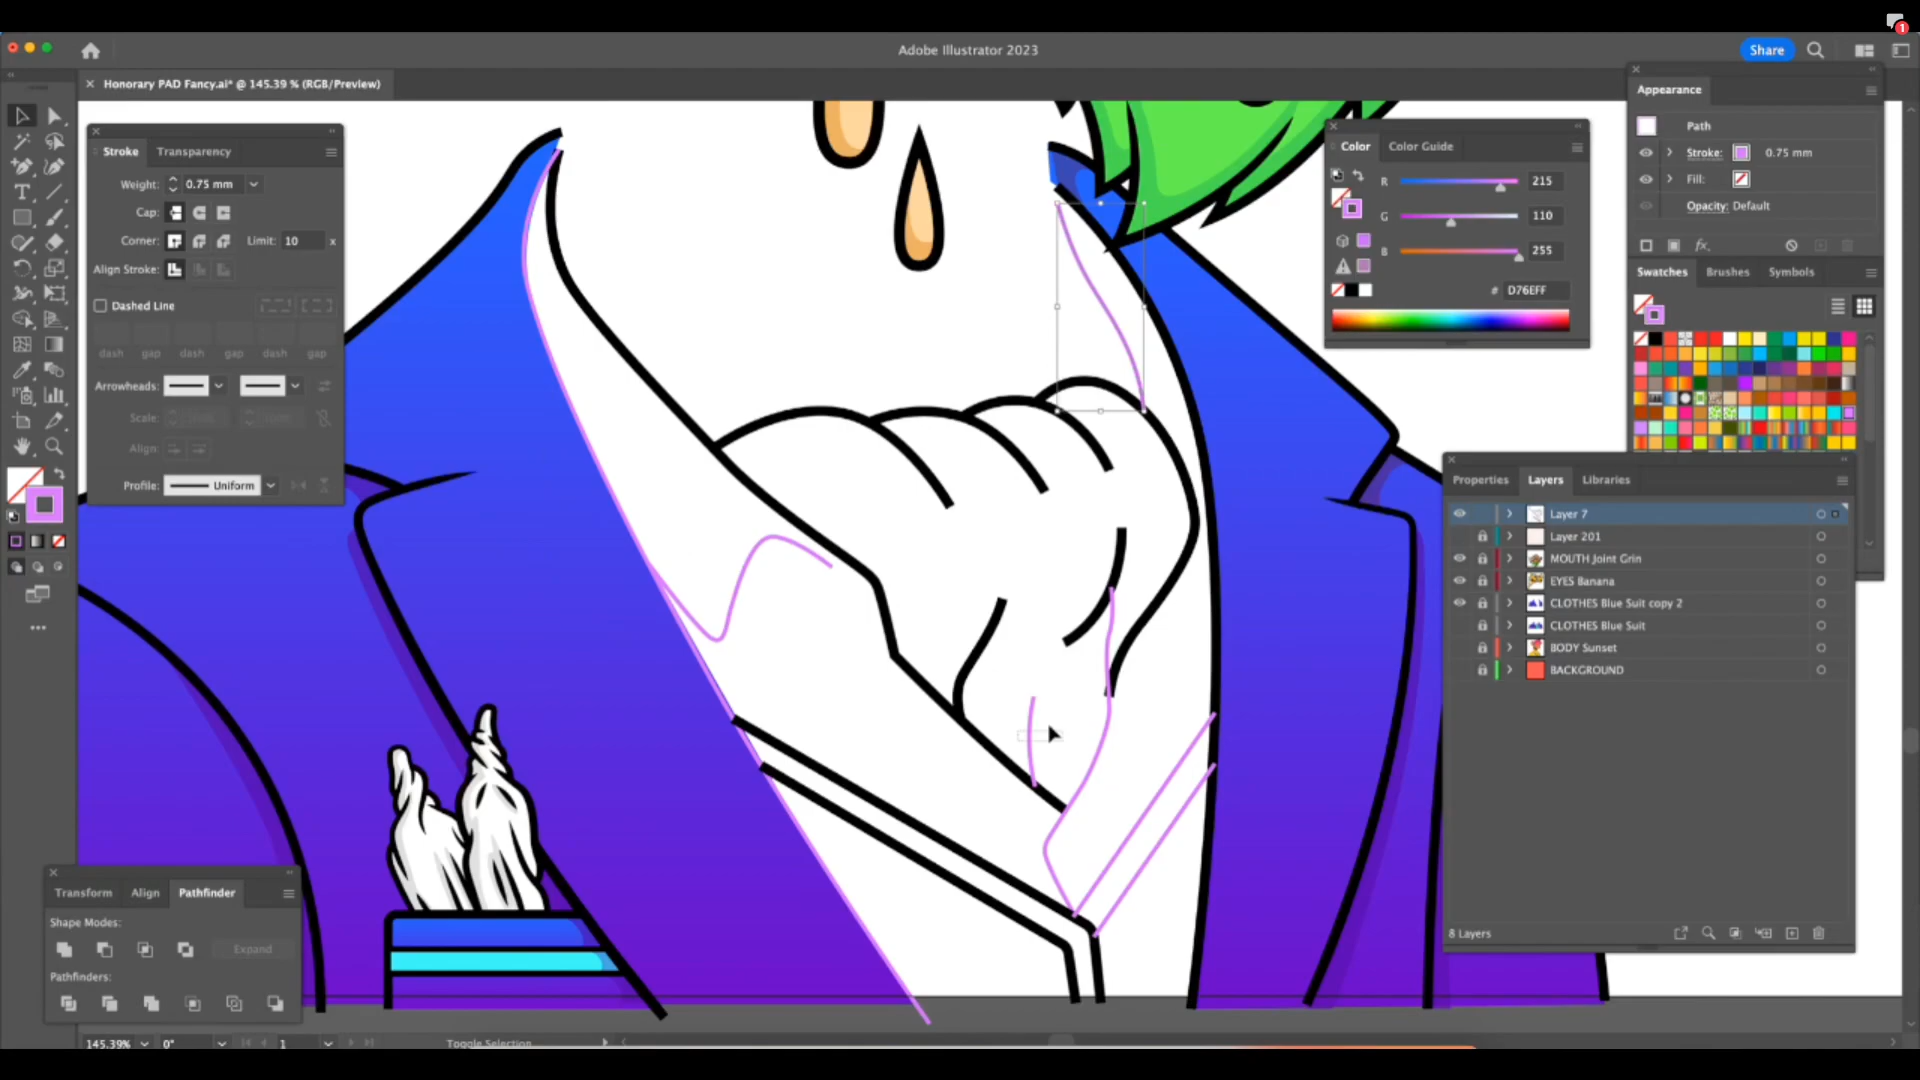 1
Adobe Illustrator 2023
Share
Honorary PAD Fancy.ai* @ 145.39 % (RGB/Preview)
Stroke
Transparency
Weight:
0.75 mm
Cap:
Corner:
Limit:
10
x
Align Stroke:
Dashed Line
dash
gap
dash
gap
dash
gap
Arrowheads:
Scale:
Align:
Profile:
Uniform
T
Transform
Align
Pathfinder
Shape Modes:
Expand
Pathfinders:
145.39%
0°
1
Toggle Selection
Color
Color Guide
R
215
G
110
B
255
#
D76EFF
Appearance
Path
Stroke:
0.75 mm
Fill:
Opacity: Default
fx
Swatches
Brushes
Symbols
Properties
Layers
Libraries
Layer 7
Layer 201
MOUTH Joint Grin
EYES Banana
CLOTHES Blue Suit copy 2
CLOTHES Blue Suit
BODY Sunset
BACKGROUND
8 Layers